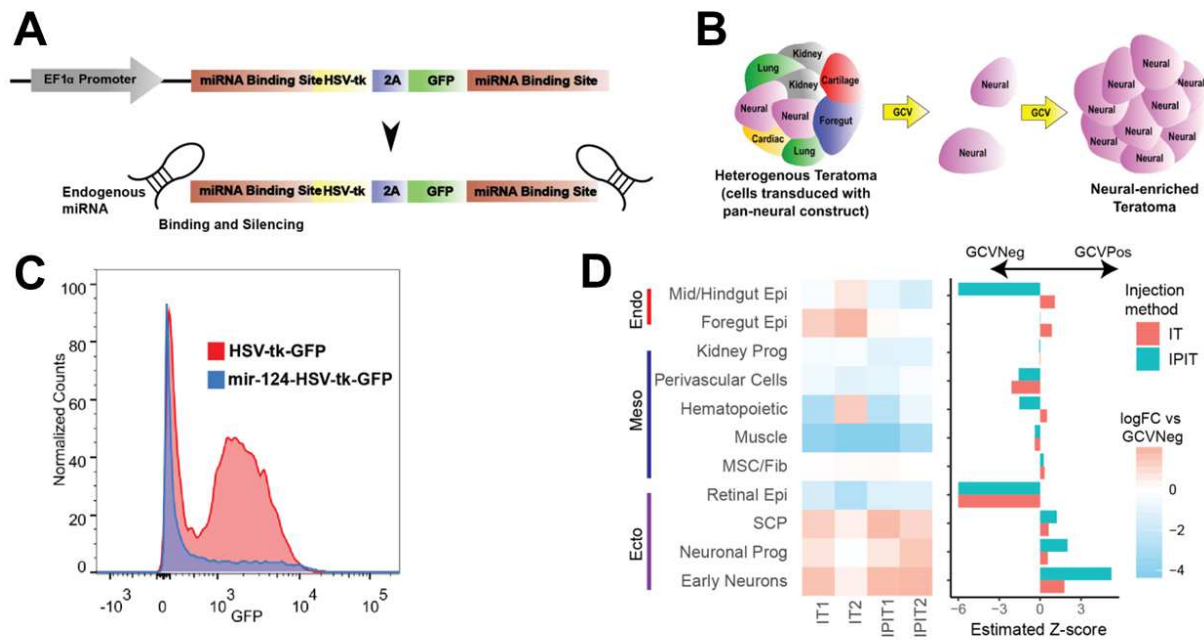 A
EF1α Promoter
miRNA Binding Site HSV-tk 2A GFP miRNA Binding Site
Endogenous
miRNA
miRNA Binding Site HSV-tk 2A GFP miRNA Binding Site
Binding and Silencing
B
Kidney
Lung
Cartilage
Kidney
Neural
Neural
Foregut
Cardiac
Lung
Heterogenous Teratoma
(cells transduced with
pan-neural construct)
GCV
Neural
Neural
GCV
Neural
Neural
Neural
Neural
Neural
Neural
Neural
Neural
Neural
Neural
Neural-enriched
Teratoma
C
Normalized Counts
100
80
60
40
20
0
HSV-tk-GFP
mir-124-HSV-tk-GFP
-10³ 0 10³ 10⁴ 10⁵
GFP
D
Endo
Meso
Ecto
Mid/Hindgut Epi
Foregut Epi
Kidney Prog
Perivascular Cells
Hematopoietic
Muscle
MSC/Fib
Retinal Epi
SCP
Neuronal Prog
Early Neurons
IT1 IT2 IPIT1 IPIT2
GCVNeg GCVPos
-6 -3 0 3
Estimated Z-score
Injection
method
IT
IPIT
logFC vs
GCVNeg
0
-2
-4